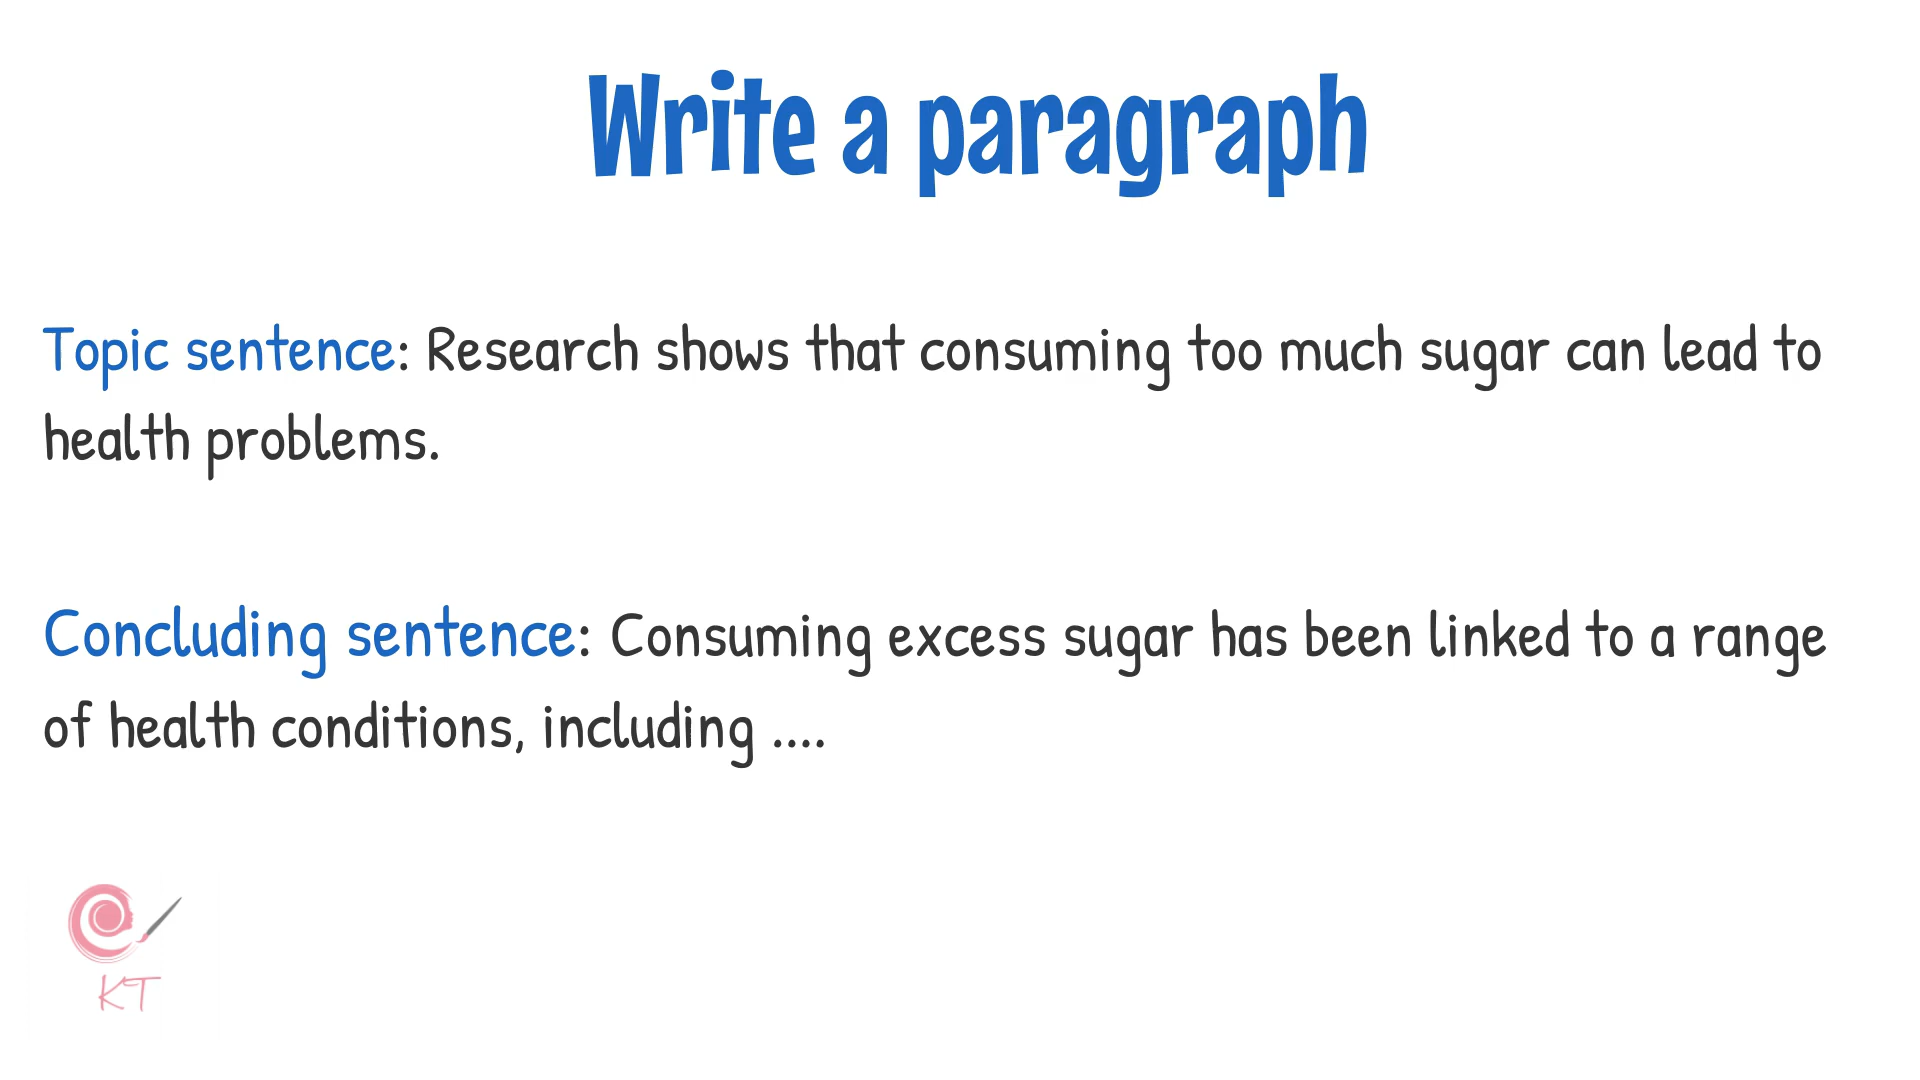 Write a paragraph
Topic sentence: Research shows that consuming too much sugar can lead to
health problems.
Concluding sentence: Consuming excess sugar has been linked to a range
of health conditions, including ....
KT